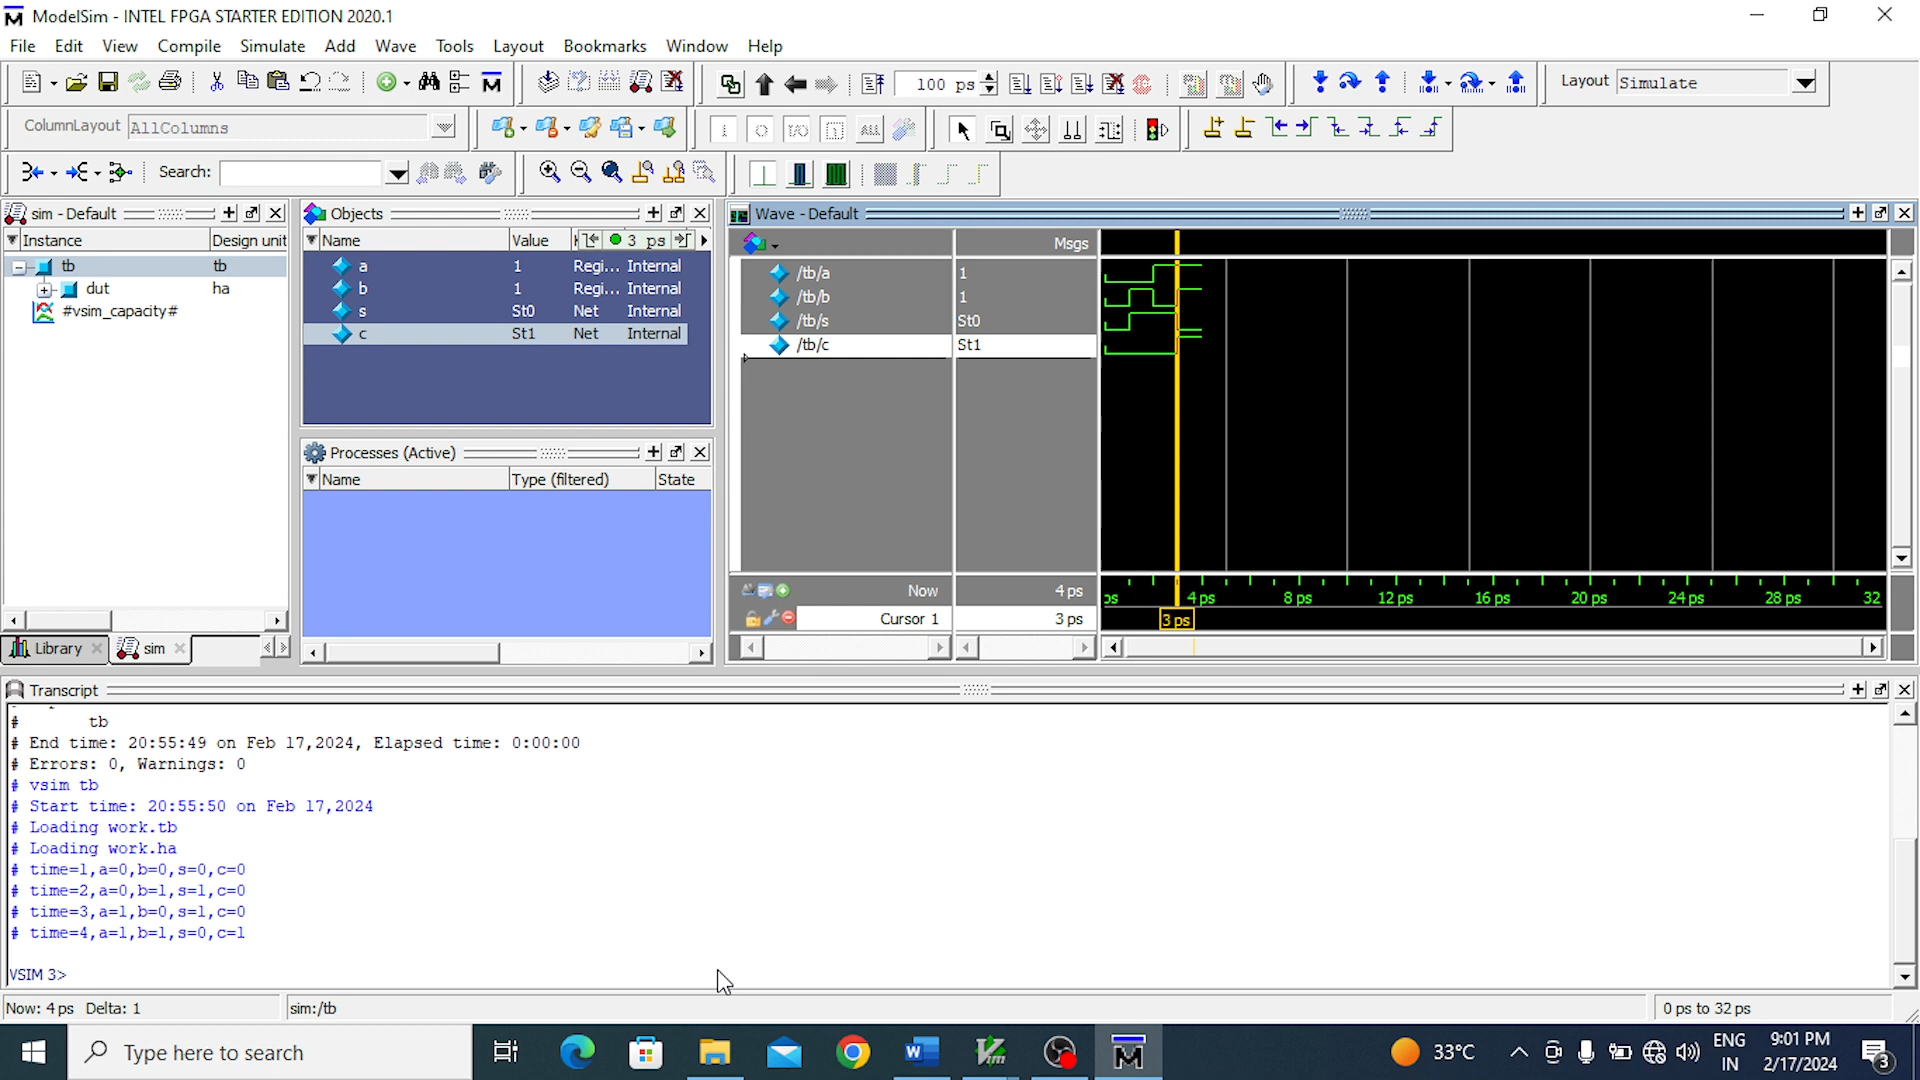 ModelSim - INTEL FPGA STARTER EDITION 2020.1
File Edit View Compile Simulate Add Wave Tools Layout Bookmarks Window Help
100 ps
Layout Simulate
ColumnLayout AllColumns
Search:
sim - Default
Instance Design unit
tb tb
dut ha
#vsim_capacity#
Library sim
Objects
Name Value 3 ps
a 1 Regi... Internal
b 1 Regi... Internal
s St0 Net Internal
c St1 Net Internal
Processes (Active)
Name Type (filtered) State
Wave - Default
Msgs
/tb/a 1
/tb/b 1
/tb/s St0
/tb/c St1
Now 4 ps
Cursor 1 3 ps
ps 4 ps 8 ps 12 ps 16 ps 20 ps 24 ps 28 ps 32
3 ps
Transcript
# tb
# End time: 20:55:49 on Feb 17,2024, Elapsed time: 0:00:00
# Errors: 0, Warnings: 0
# vsim tb
# Start time: 20:55:50 on Feb 17,2024
# Loading work.tb
# Loading work.ha
# time=1,a=0,b=0,s=0,c=0
# time=2,a=0,b=1,s=1,c=0
# time=3,a=1,b=0,s=1,c=0
# time=4,a=1,b=1,s=0,c=1
VSIM 3>
Now: 4 ps Delta: 1 sim:/tb 0 ps to 32 ps
Type here to search
33°C
ENG
IN
9:01 PM
2/17/2024
3